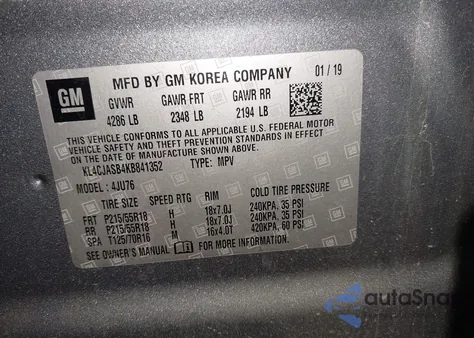 GM
MFD BY GM KOREA COMPANY 01/19
GVWR GAWR FRT GAWR RR
4286 LB 2348 LB 2194 LB
THIS VEHICLE CONFORMS TO ALL APPLICABLE U.S. FEDERAL MOTOR
VEHICLE SAFETY AND THEFT PREVENTION STANDARDS IN EFFECT
ON THE DATE OF MANUFACTURE SHOWN ABOVE.
KL4CJASB4KB841352 TYPE: MPV
MODEL: 4JU76
TIRE SIZE SPEED RTG RIM COLD TIRE PRESSURE
FRT P215/55R18 H 18x7.0J 240KPA, 35 PSI
RR P215/55R18 H 18x7.0J 240KPA, 35 PSI
SPA T125/70R16 M 16x4.0T 420KPA, 60 PSI
SEE OWNER'S MANUAL FOR MORE INFORMATION.
autoSna